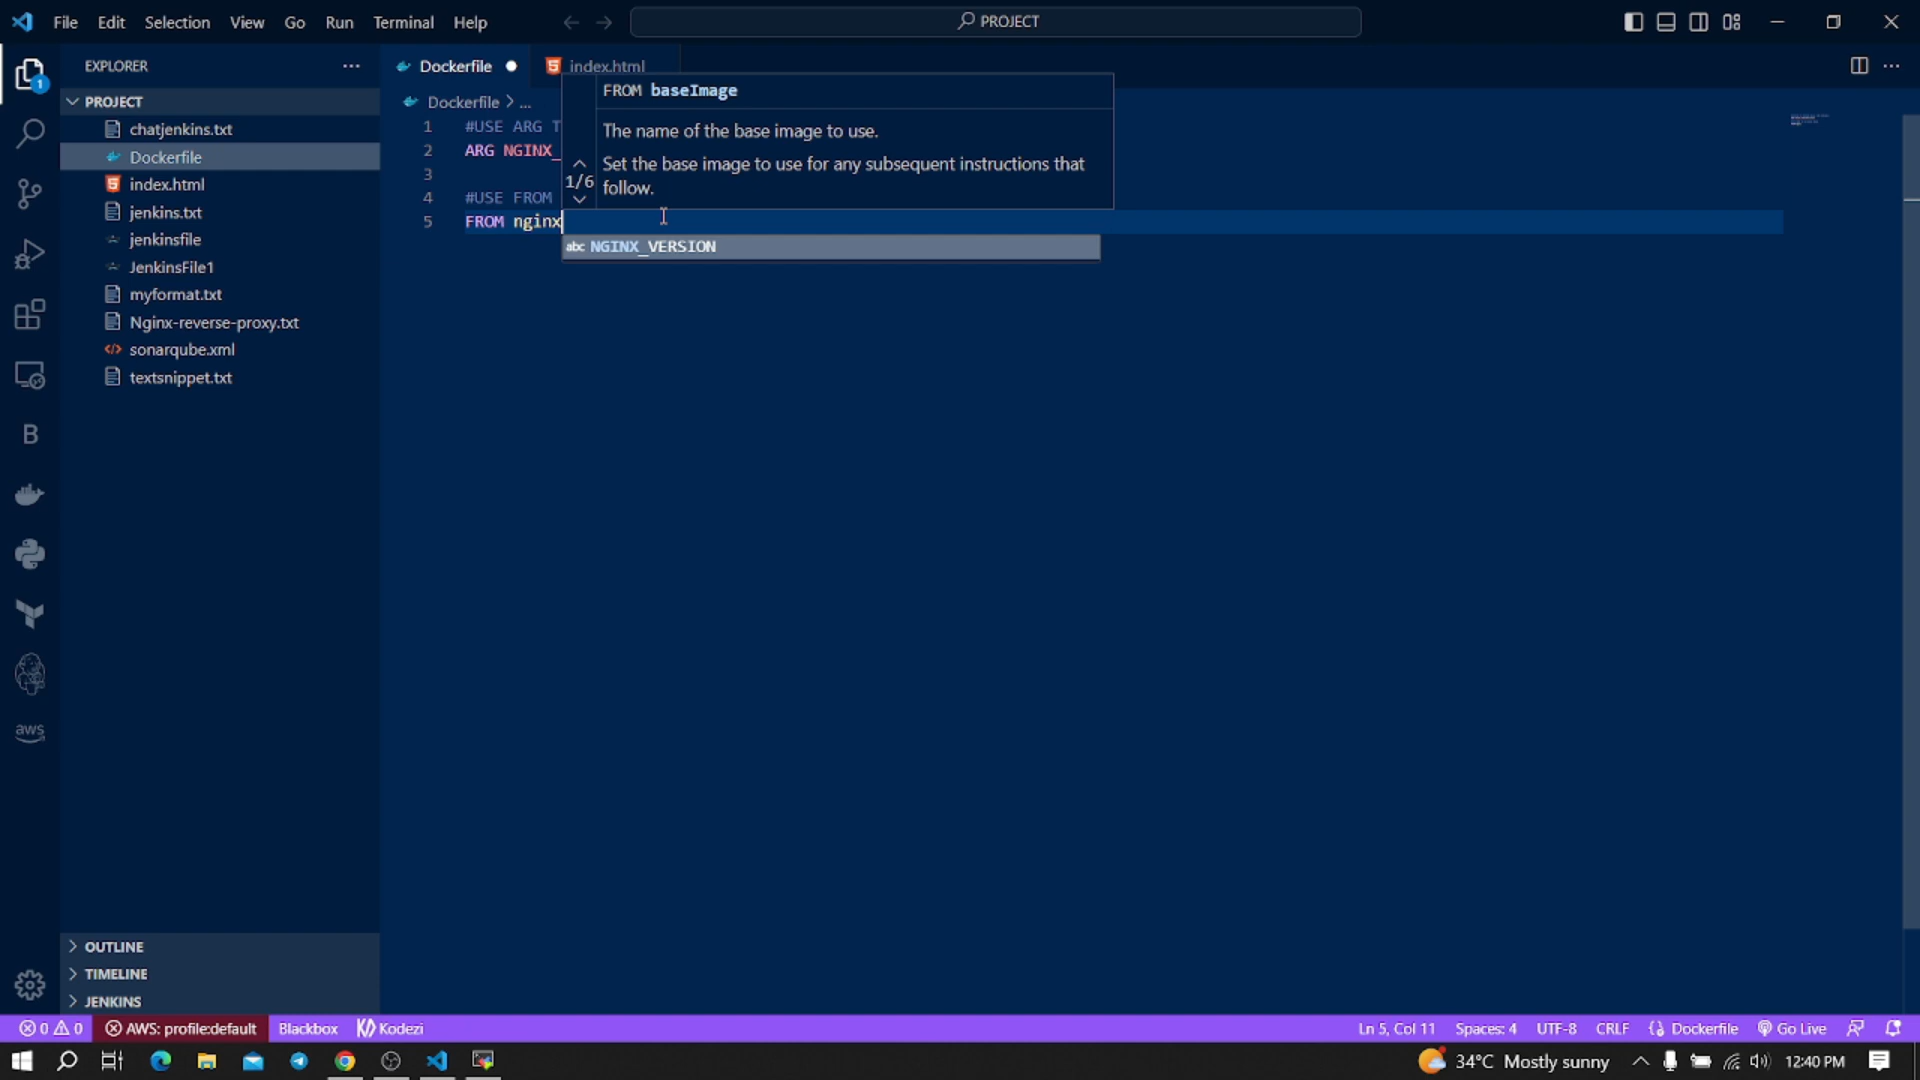 File Edit Selection View Go Run Terminal Help
PROJECT
EXPLORER
Dockerfile
index.html
PROJECT
chatjenkins.txt
Dockerfile
index.html
jenkins.txt
jenkinsfile
JenkinsFile1
myformat.txt
Nginx-reverse-proxy.txt
sonarqube.xml
textsnippet.txt
OUTLINE
TIMELINE
JENKINS
1
B
aws
Dockerfile > ...
1 #USE ARG T
2 ARG NGINX_
3
4 #USE FROM
5 FROM nginx
FROM baseImage
The name of the base image to use.
Set the base image to use for any subsequent instructions that
follow.
1/6
abc NGINX_VERSION
0 0 AWS: profile:default Blackbox Kodezi
Ln 5, Col 11 Spaces: 4 UTF-8 CRLF Dockerfile Go Live
34°C Mostly sunny 12:40 PM